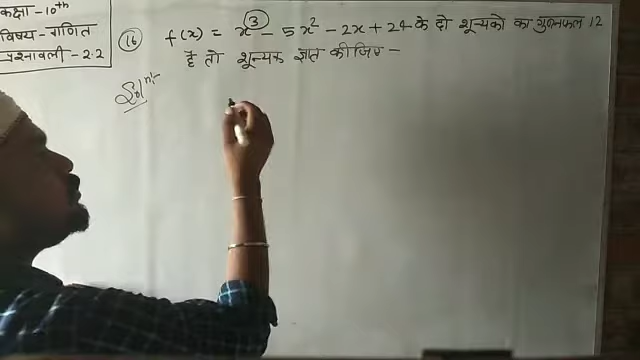 कक्षा - 10th
विषय - गणित
प्रश्नावली - 2.2
(16) f(x) = x³ - 5x² - 2x + 24 के दो शून्यकों का गुणनफल 12
है तो शून्यक ज्ञात कीजिए -
Solⁿ:-